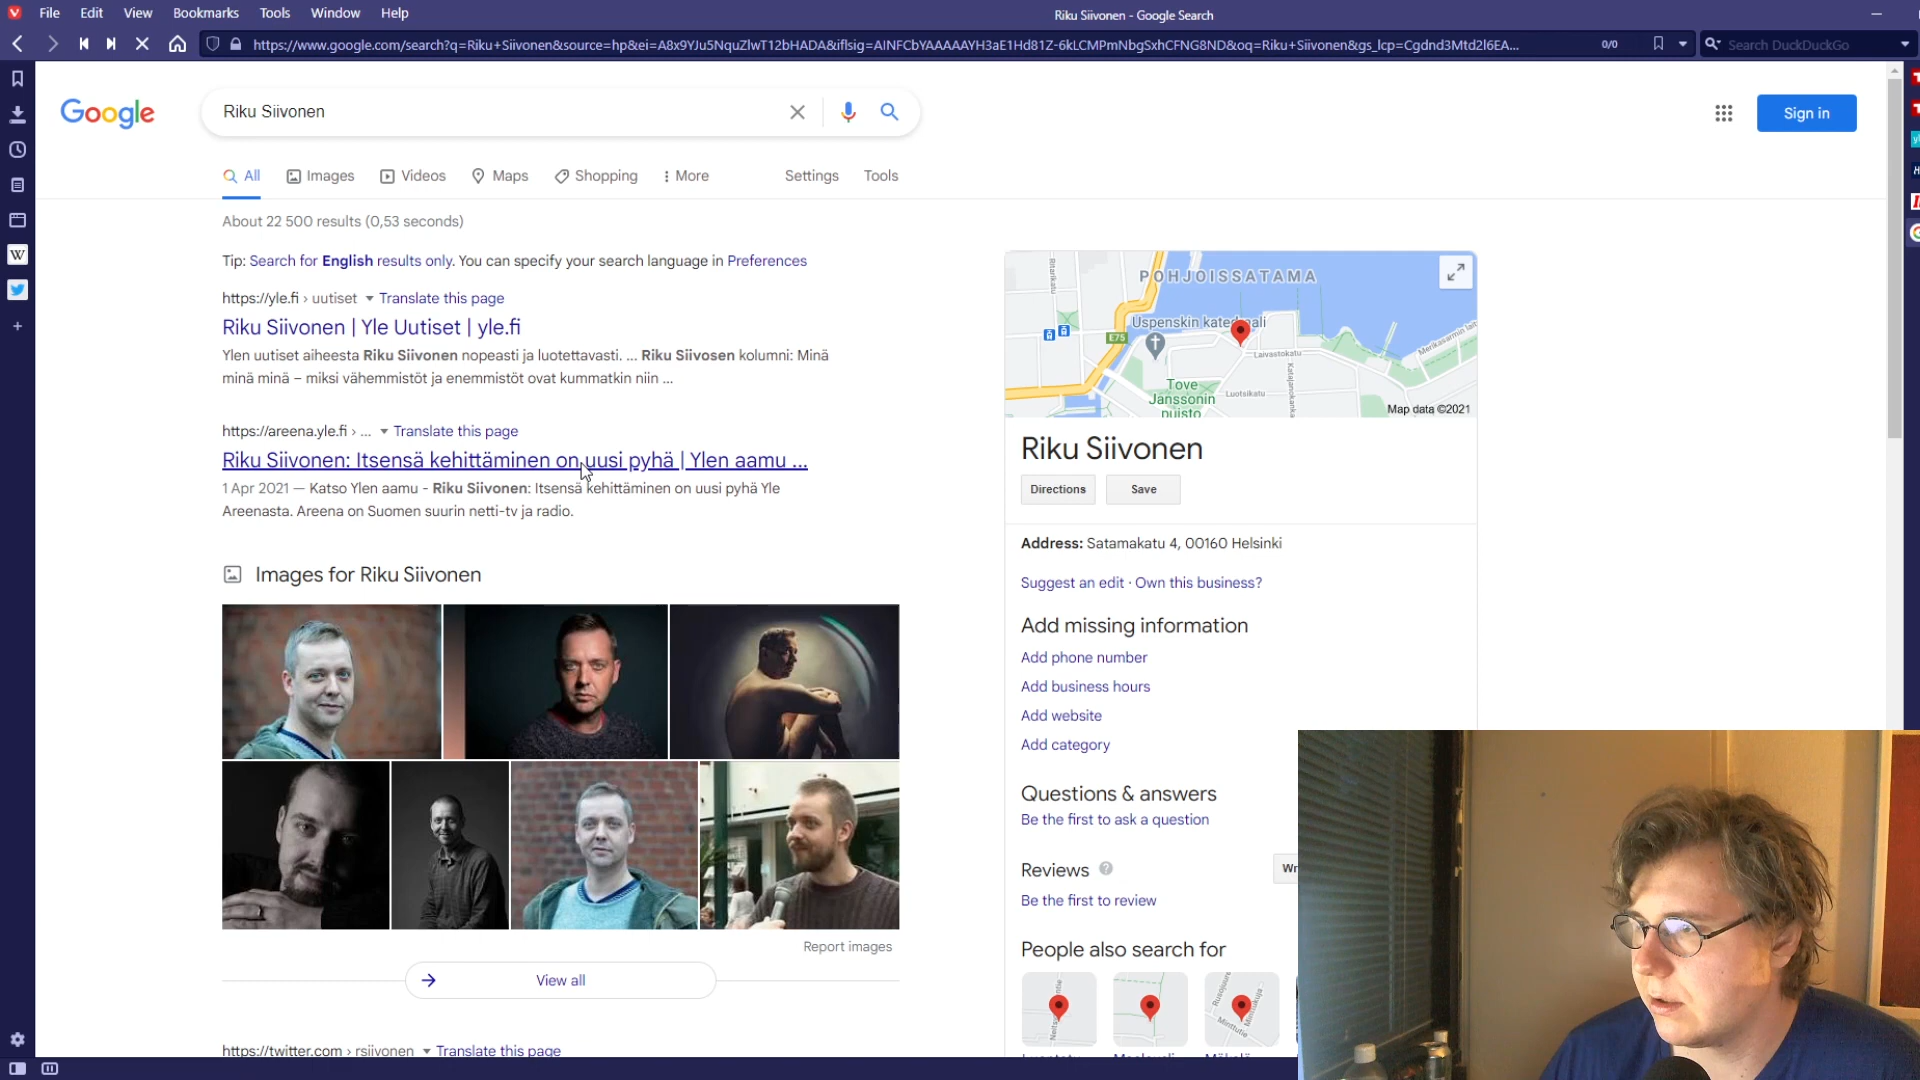 File Edit View Bookmarks Tools Window Help
Riku Siivonen - Google Search
https://www.google.com/search?q=Riku+Siivonen&source=hp&ei=A8x9YJu5NquZlwT12bHADA&iflsig=AINFCbYAAAAAYH3aE1Hd81Z-6kLCMPmNbgSxhCFNG8ND&oq=Riku+Siivonen&gs_lcp=Cgdnd3Mtd2l6EA...
0/0
Search DuckDuckGo
Google
Riku Siivonen
Sign in
All Images Videos Maps Shopping More Settings Tools
About 22 500 results (0,53 seconds)
Tip: Search for English results only. You can specify your search language in Preferences
https://yle.fi › uutiset Translate this page
Riku Siivonen | Yle Uutiset | yle.fi
Ylen uutiset aiheesta Riku Siivonen nopeasti ja luotettavasti. ... Riku Siivosen kolumni: Minä
minä minä – miksi vähemmistöt ja enemmistöt ovat kummatkin niin ...
https://areena.yle.fi › ... Translate this page
Riku Siivonen: Itsensä kehittäminen on uusi pyhä | Ylen aamu ...
1 Apr 2021 — Katso Ylen aamu - Riku Siivonen: Itsensä kehittäminen on uusi pyhä Yle
Areenasta. Areena on Suomen suurin netti-tv ja radio.
Images for Riku Siivonen
Report images
View all
https://twitter.com › rsiivonen Translate this page
POHJOISSATAMA
Uspenskin katedraali
E75
Laivastokatu
Merikasarmin lait
Ritarikatu
Tove
Janssonin
puisto
Luotsikatu
Katajanokanka
Map data ©2021
Riku Siivonen
Directions Save
Address: Satamakatu 4, 00160 Helsinki
Suggest an edit · Own this business?
Add missing information
Add phone number
Add business hours
Add website
Add category
Questions & answers
Be the first to ask a question
Reviews
Wr
Be the first to review
People also search for